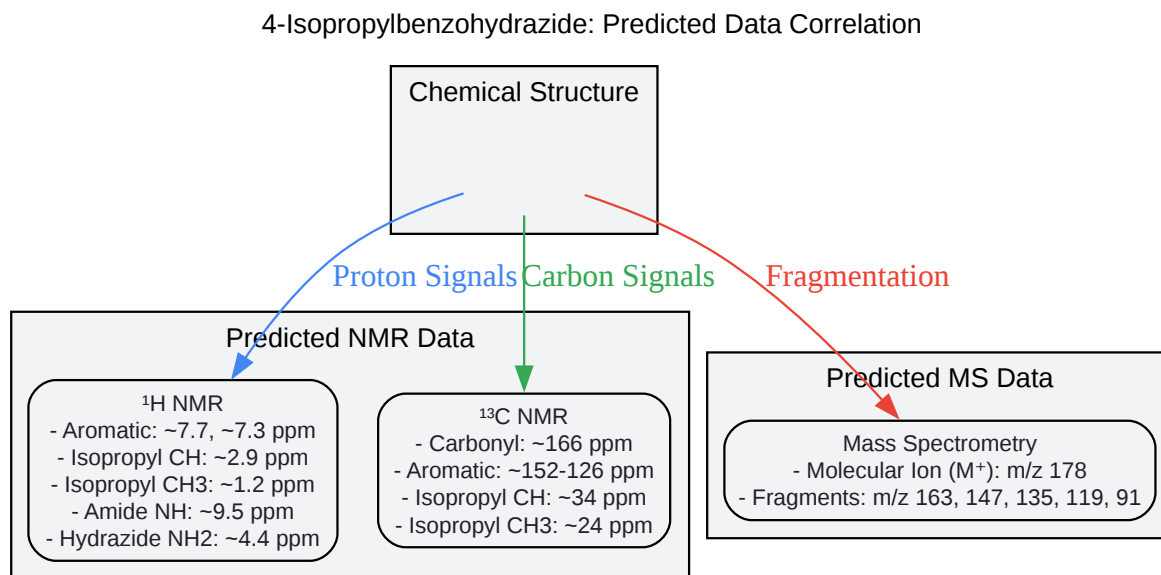 4-Isopropylbenzohydrazide: Predicted Data Correlation
Chemical Structure
Proton Signals
Carbon Signals
Fragmentation
Predicted NMR Data
¹H NMR
- Aromatic: ~7.7, ~7.3 ppm
- Isopropyl CH: ~2.9 ppm
- Isopropyl CH3: ~1.2 ppm
- Amide NH: ~9.5 ppm
- Hydrazide NH2: ~4.4 ppm
¹³C NMR
- Carbonyl: ~166 ppm
- Aromatic: ~152-126 ppm
- Isopropyl CH: ~34 ppm
- Isopropyl CH3: ~24 ppm
Predicted MS Data
Mass Spectrometry
- Molecular Ion (M⁺): m/z 178
- Fragments: m/z 163, 147, 135, 119, 91